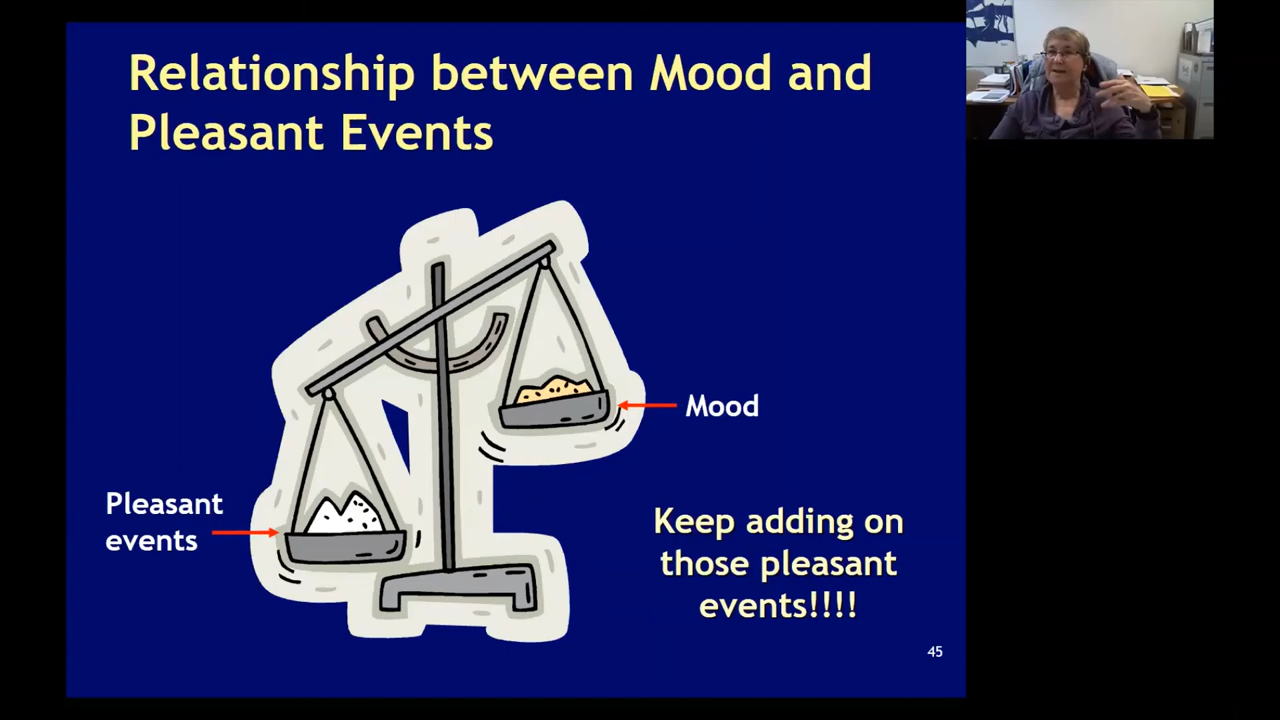 Relationship between Mood and
Pleasant Events
Mood
Pleasant
events
Keep adding on
those pleasant
events!!!!
45